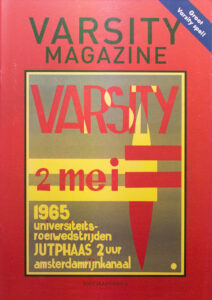 VARSITY
MAGAZINE
Groot
Varsity spel!
VARSITY
2 mei
1965
universiteits-
roeiwedstrijden
JUTPHAAS 2 uur
amsterdamrijnkanaal